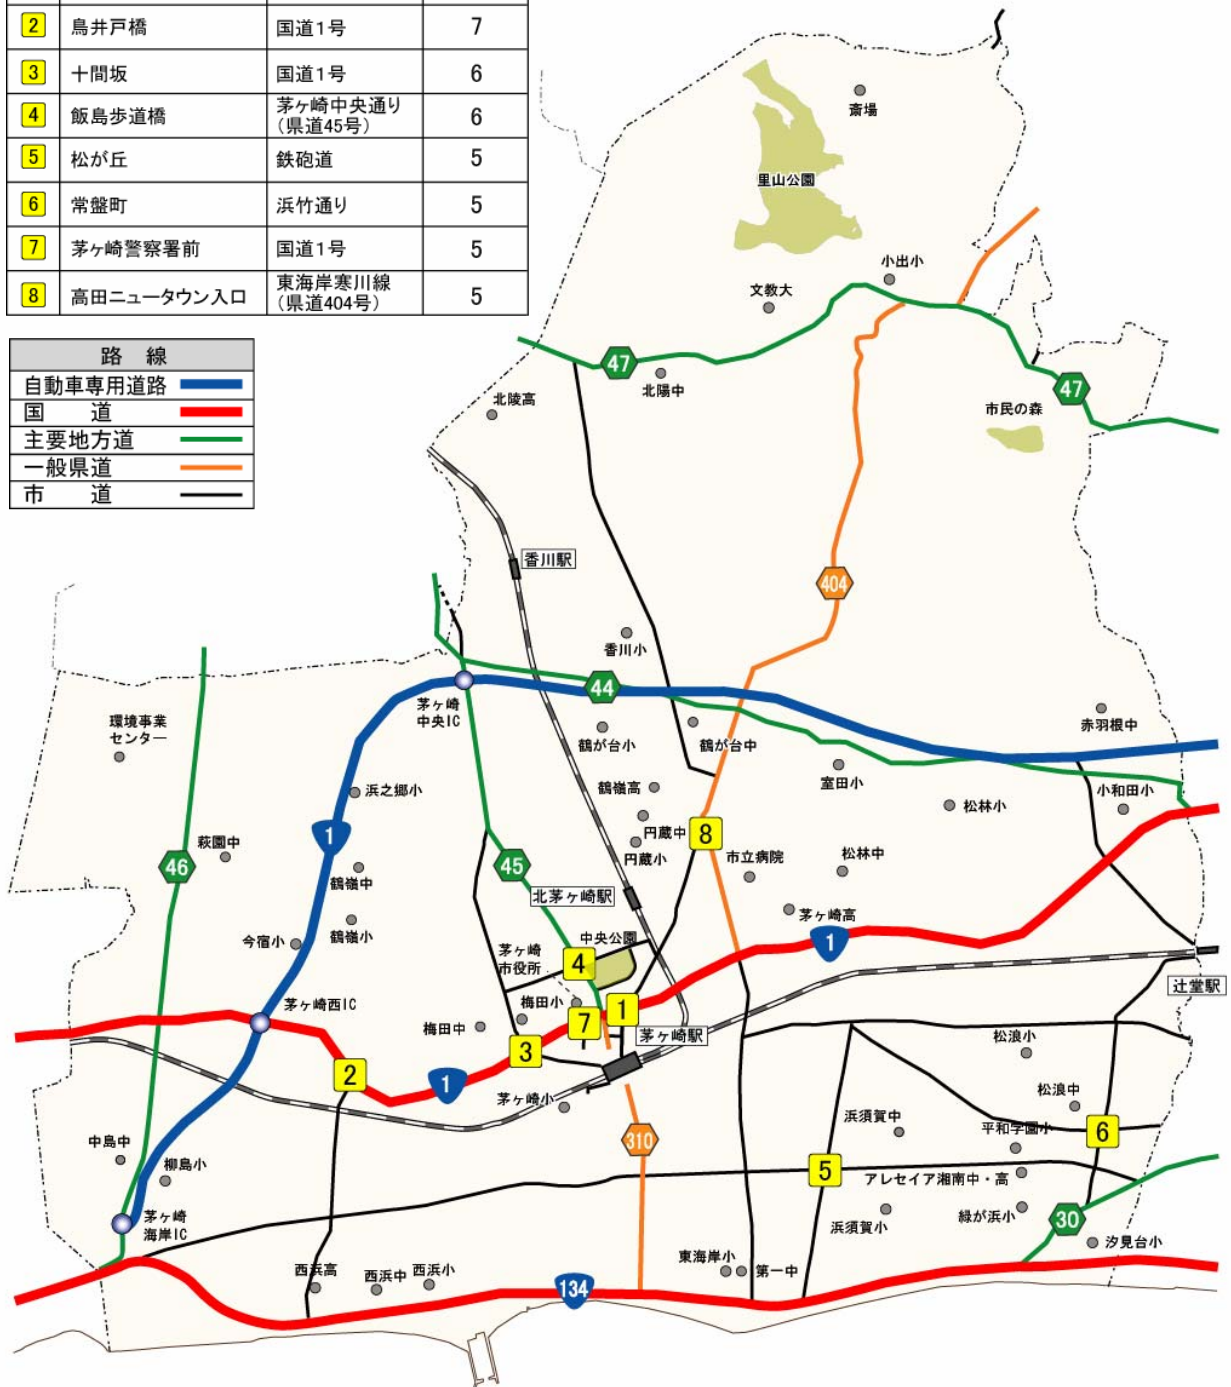 2 鳥井戸橋 国道1号 7
3 十間坂 国道1号 6
4 飯島歩道橋 茅ヶ崎中央通り 6
(県道45号)
5 松が丘 鉄砲道 5
6 常盤町 浜竹通り 5
7 茅ヶ崎警察署前 国道1号 5
8 高田ニュータウン入口 東海岸寒川線 5
(県道404号)
路 線
自動車専用道路
国 道
主要地方道
一般県道
市 道
斎場
里山公園
小出小
文教大
47
北陽中
47
北陵高
市民の森
香川駅
404
香川小
44
茅ヶ崎
中央IC
環境事業
センター
鶴が台小
鶴が台中
赤羽根中
室田小
浜之郷小
鶴嶺高
松林小
小和田小
1
円蔵中
8
萩園中
46
45
円蔵小
市立病院
松林中
鶴嶺中
北茅ヶ崎駅
鶴嶺小
茅ヶ崎高
今宿小
中央公園
1
茅ヶ崎
市役所
4
辻堂駅
茅ヶ崎西IC
梅田小
1
梅田中
7
茅ヶ崎駅
松浪小
3
2
1
茅ヶ崎小
松浪中
浜須賀中
平和学園小
6
310
中島中
柳島小
5
アレセイア湘南中・高
茅ヶ崎
海岸IC
浜須賀小
緑が浜小
30
汐見台小
東海岸小
第一中
西浜高
西浜中
西浜小
134